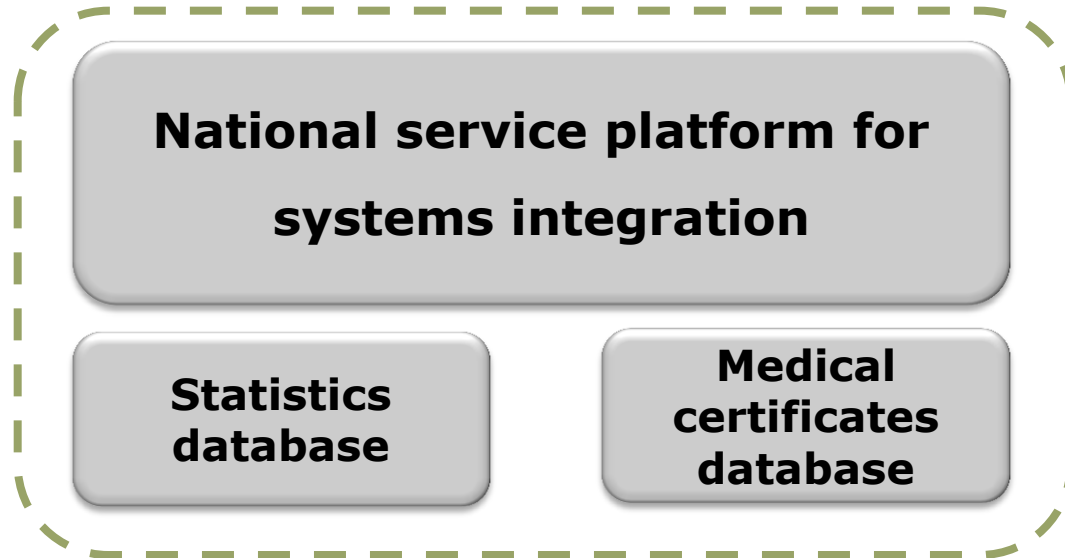 National service platform for
systems integration
Statistics
database
Medical
certificates
database